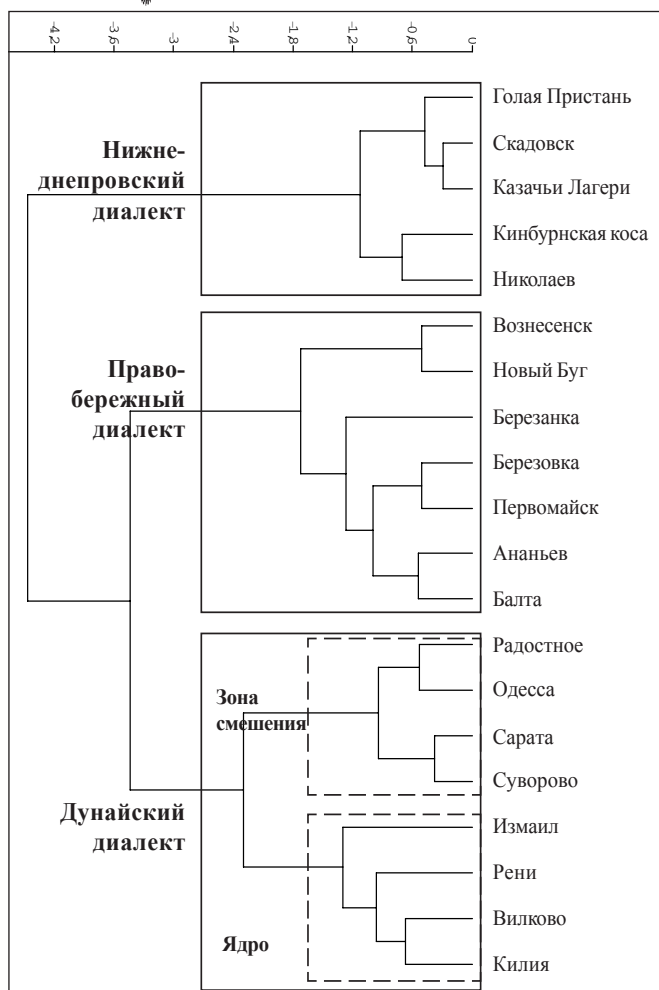 -4,2
-3,6
-3
-2,4
-1,8
-1,2
-0,6
0
Голая Пристань
Скадовск
Казачьи Лагери
Кинбурнская коса
Николаев
Нижне-
днепровский
диалект
Вознесенск
Новый Буг
Березанка
Березовка
Первомайск
Ананьев
Балта
Право-
бережный
диалект
Радостное
Одесса
Сарата
Суворово
Зона
смешения
Измаил
Рени
Вилково
Килия
Дунайский
диалект
Ядро